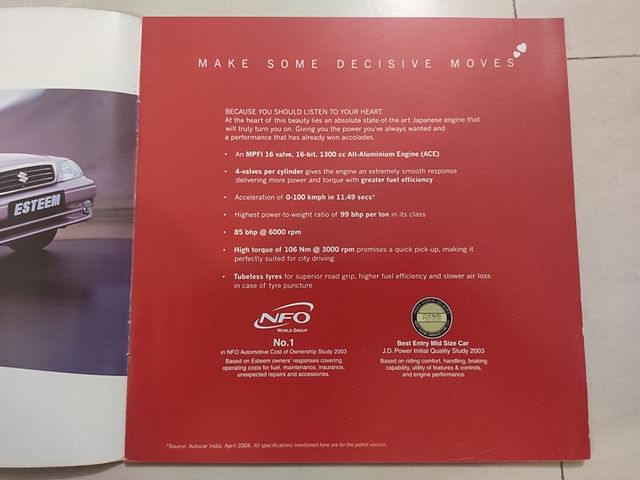 ESTEEM
MAKE SOME DECISIVE MOVES
BECAUSE YOU SHOULD LISTEN TO YOUR HEART.
At the heart of this beauty lies an absolute state-of-the-art Japanese engine that
will truly turn you on. Giving you the power you've always wanted and
a performance that has already won accolades.
• An MPFI 16 valve, 16-bit, 1300 cc All-Aluminium Engine (ACE)
• 4-valves per cylinder gives the engine an extremely smooth response
delivering more power and torque with greater fuel efficiency
• Acceleration of 0-100 kmph in 11.49 secs*
• Highest power-to-weight ratio of 99 bhp per ton in its class
• 85 bhp @ 6000 rpm
• High torque of 106 Nm @ 3000 rpm promises a quick pick-up, making it
perfectly suited for city driving
• Tubeless tyres for superior road grip, higher fuel efficiency and slower air loss
in case of tyre puncture
NFO
WORLD GROUP
No.1
in NFO Automotive Cost of Ownership Study 2003
Based on Esteem owners' responses covering
operating costs for fuel, maintenance, insurance,
unexpected repairs and accessories.
Best Entry Mid Size Car
J.D. Power Initial Quality Study 2003
Based on riding comfort, handling, braking
capability, utility of features & controls,
and engine performance.
*Source: Autocar India, April 2004. All specifications mentioned here are for the petrol version.